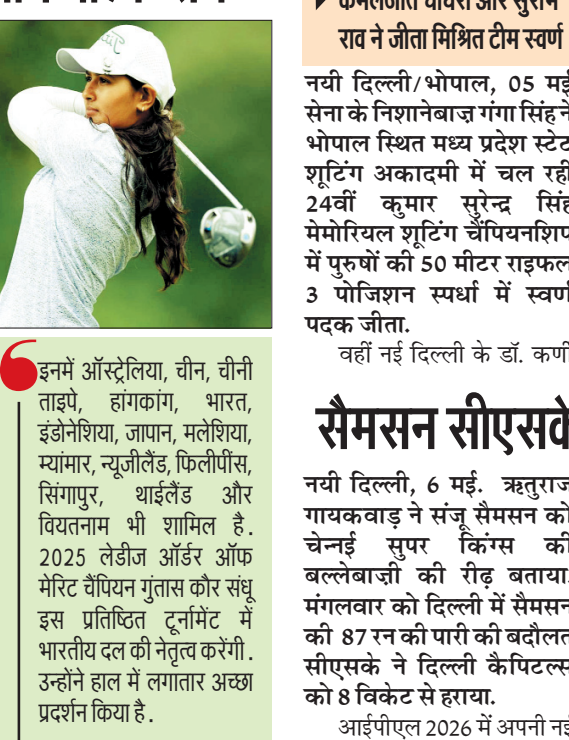 इनमें ऑस्ट्रेलिया, चीन, चीनी
ताइपे, हांगकांग, भारत,
इंडोनेशिया, जापान, मलेशिया,
म्यांमार, न्यूजीलैंड, फिलीपींस,
सिंगापुर, थाईलैंड और
वियतनाम भी शामिल है.
2025 लेडीज ऑर्डर ऑफ
मेरिट चैंपियन गुंतास कौर संधू
इस प्रतिष्ठित टूर्नामेंट में
भारतीय दल की नेतृत्व करेंगी.
उन्होंने हाल में लगातार अच्छा
प्रदर्शन किया है.
राव ने जीता मिश्रित टीम स्वर्ण
नयी दिल्ली/भोपाल, 05 मई
सेना के निशानेबाज़ गंगा सिंह ने
भोपाल स्थित मध्य प्रदेश स्टेट
शूटिंग अकादमी में चल रही
24वीं कुमार सुरेन्द्र सिंह
मेमोरियल शूटिंग चैंपियनशिप
में पुरुषों की 50 मीटर राइफल
3 पोजिशन स्पर्धा में स्वर्ण
पदक जीता.
वहीं नई दिल्ली के डॉ. कर्णी
सैमसन सीएसके
नयी दिल्ली, 6 मई. ऋतुराज
गायकवाड़ ने संजू सैमसन को
चेन्नई सुपर किंग्स की
बल्लेबाज़ी की रीढ़ बताया.
मंगलवार को दिल्ली में सैमसन
की 87 रन की पारी की बदौलत
सीएसके ने दिल्ली कैपिटल्स
को 8 विकेट से हराया.
आईपीएल 2026 में अपनी नई